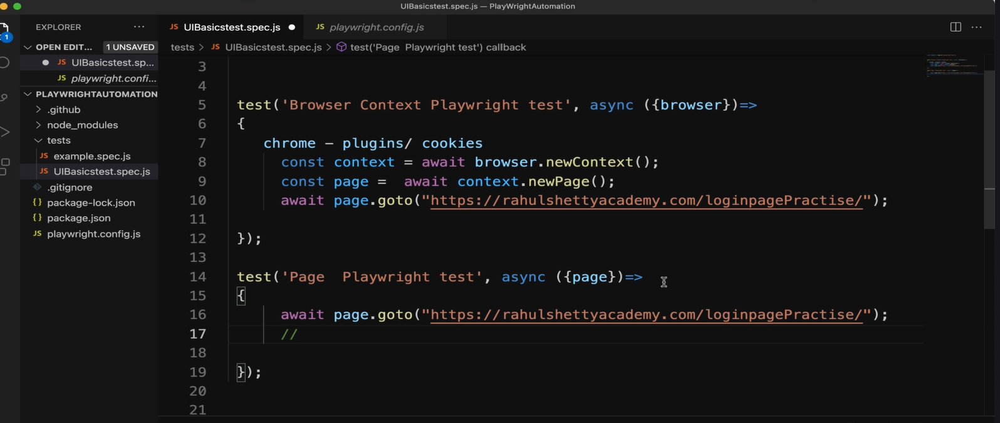 UIBasicstest.spec.js — PlayWrightAutomation
1
EXPLORER ···
JS UIBasicstest.spec.js ●
JS playwright.config.js
···
OPEN EDIT... 1 UNSAVED
● JS UIBasicstest.sp...
JS playwright.confi...
PLAYWRIGHTAUTOMATION
> .github
> node_modules
tests
JS example.spec.js
JS UIBasicstest.spec.js
.gitignore
{} package-lock.json
{} package.json
JS playwright.config.js
tests > JS UIBasicstest.spec.js > test('Page  Playwright test') callback
3
4
5 test('Browser Context Playwright test', async ({browser})=>
6 {
7 chrome - plugins/ cookies
8 const context = await browser.newContext();
9 const page =  await context.newPage();
10 await page.goto("https://rahulshettyacademy.com/loginpagePractise/");
11
12 });
13
14 test('Page  Playwright test', async ({page})=>
15 {
16 await page.goto("https://rahulshettyacademy.com/loginpagePractise/");
17 //
18
19 });
20
21